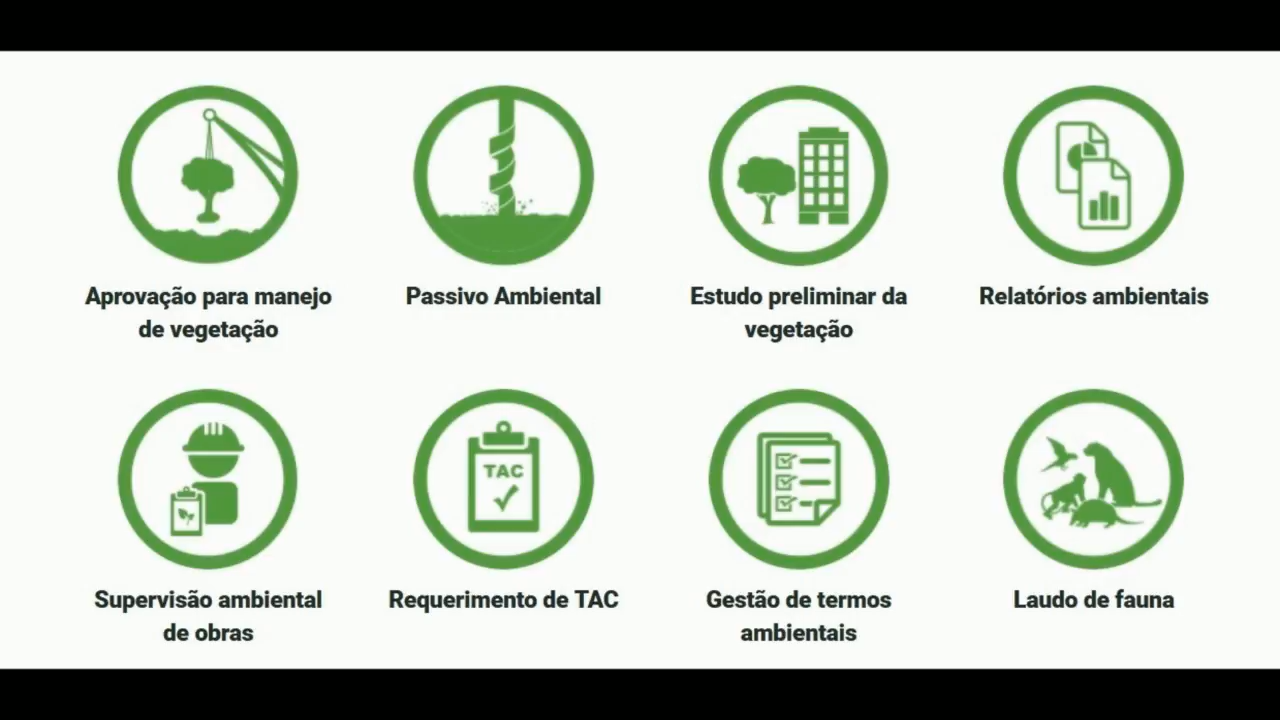 Aprovação para manejo
de vegetação
Passivo Ambiental
Estudo preliminar da
vegetação
Relatórios ambientais
Supervisão ambiental
de obras
TAC
Requerimento de TAC
Gestão de termos
ambientais
Laudo de fauna